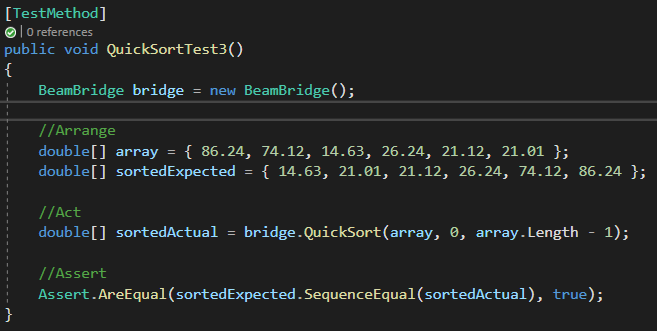 [TestMethod]
0 references
public void QuickSortTest3()
{
BeamBridge bridge = new BeamBridge();
//Arrange
double[] array = { 86.24, 74.12, 14.63, 26.24, 21.12, 21.01 };
double[] sortedExpected = { 14.63, 21.01, 21.12, 26.24, 74.12, 86.24 };
//Act
double[] sortedActual = bridge.QuickSort(array, 0, array.Length - 1);
//Assert
Assert.AreEqual(sortedExpected.SequenceEqual(sortedActual), true);
}